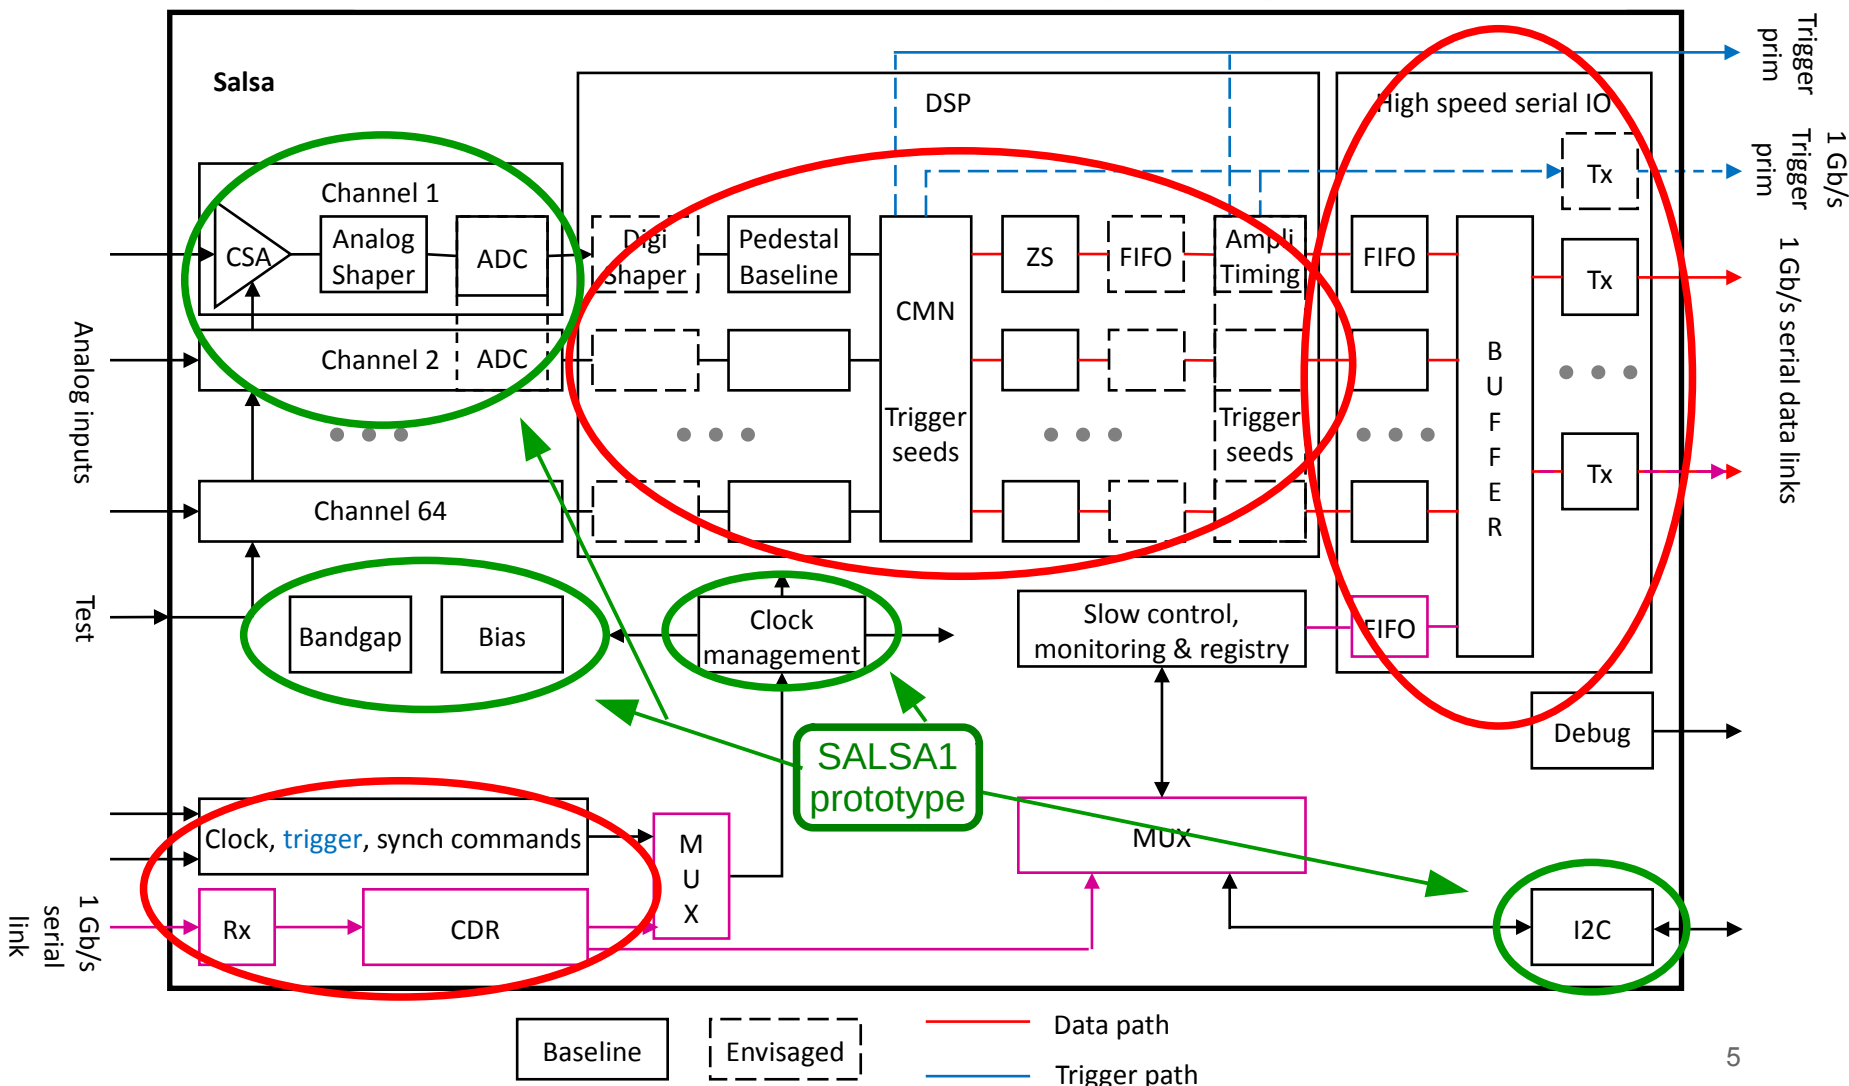 Salsa
DSP
High speed serial IO
Trigger
prim
1 Gb/s
Trigger
prim
1 Gb/s serial data links
Channel 1
CSA
Analog
Shaper
ADC
Digi
Shaper
Pedestal
Baseline
CMN
ZS
FIFO
Ampli
Timing
FIFO
Tx
Tx
Analog inputs
Channel 2
ADC
Trigger
seeds
Trigger
seeds
B
U
F
F
E
R
Tx
Channel 64
Test
Bandgap
Bias
Clock
management
Slow control,
monitoring & registry
FIFO
Debug
SALSA1
prototype
Clock, trigger, synch commands
M
U
X
MUX
1 Gb/s
serial
link
Rx
CDR
I2C
Baseline
Envisaged
Data path
Trigger path
5